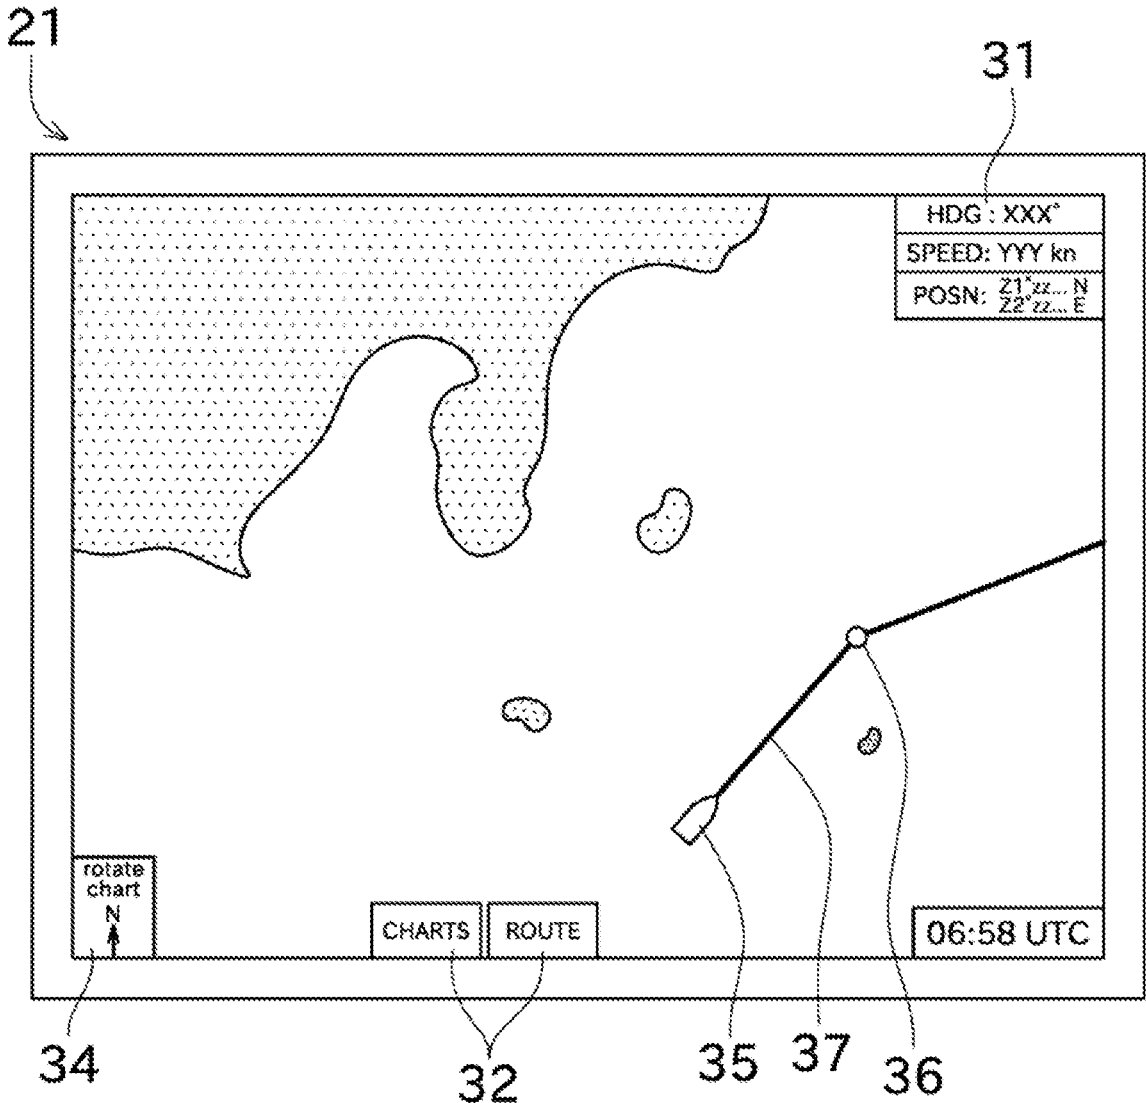 21
31
HDG : XXX°
SPEED: YYY kn
POSN: Z1°zz... N
Z2°zz.... E
rotate
chart
N
CHARTS
ROUTE
06:58 UTC
34
32
35
37
36